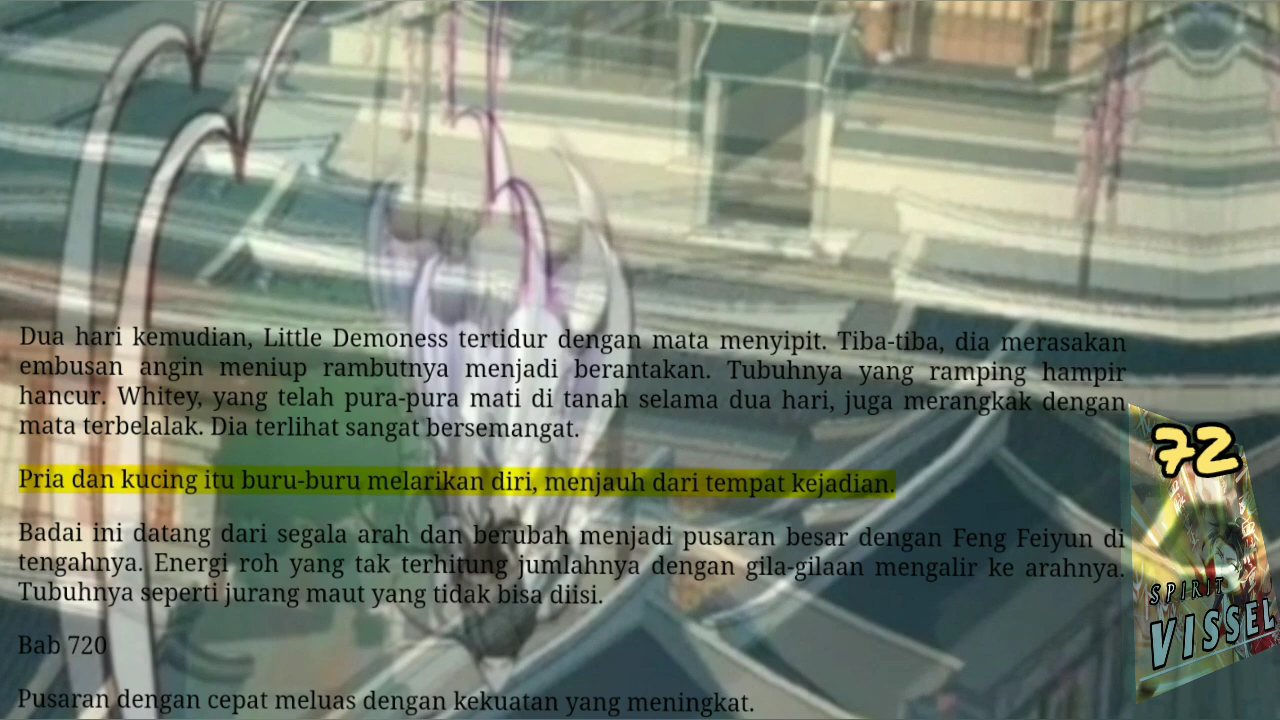 Dua hari kemudian, Little Demoness tertidur dengan mata menyipit. Tiba-tiba, dia merasakan
embusan angin meniup rambutnya menjadi berantakan. Tubuhnya yang ramping hampir
hancur. Whitey, yang telah pura-pura mati di tanah selama dua hari, juga merangkak dengan
mata terbelalak. Dia terlihat sangat bersemangat.
Pria dan kucing itu buru-buru melarikan diri, menjauh dari tempat kejadian.
Badai ini datang dari segala arah dan berubah menjadi pusaran besar dengan Feng Feiyun di
tengahnya. Energi roh yang tak terhitung jumlahnya dengan gila-gilaan mengalir ke arahnya.
Tubuhnya seperti jurang maut yang tidak bisa diisi.
Bab 720
Pusaran dengan cepat meluas dengan kekuatan yang meningkat.
72
SPIRIT
VISSEL